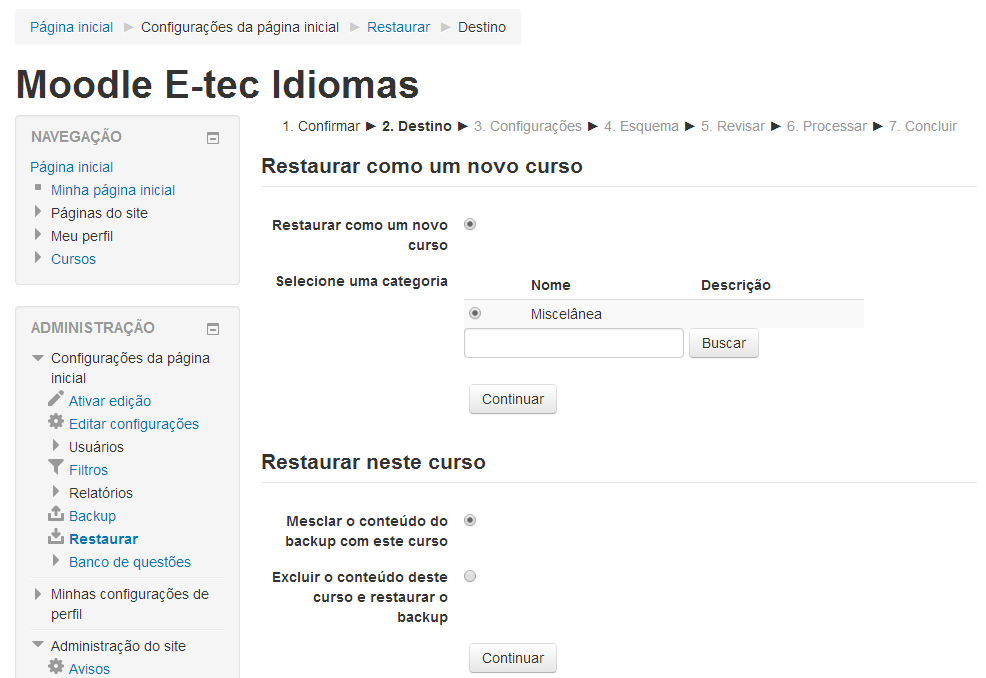 Página inicial ► Configurações da página inicial ► Restaurar ► Destino
Moodle E-tec Idiomas
NAVEGAÇÃO
Página inicial
Minha página inicial
Páginas do site
Meu perfil
Cursos
ADMINISTRAÇÃO
Configurações da página
inicial
Ativar edição
Editar configurações
Usuários
Filtros
Relatórios
Backup
Restaurar
Banco de questões
Minhas configurações de
perfil
Administração do site
Avisos
1. Confirmar ► 2. Destino ► 3. Configurações ► 4. Esquema ► 5. Revisar ► 6. Processar ► 7. Concluir
Restaurar como um novo curso
Restaurar como um novo
curso
Selecione uma categoria
Nome Descrição
Miscelânea
Buscar
Continuar
Restaurar neste curso
Mesclar o conteúdo do
backup com este curso
Excluir o conteúdo deste
curso e restaurar o
backup
Continuar